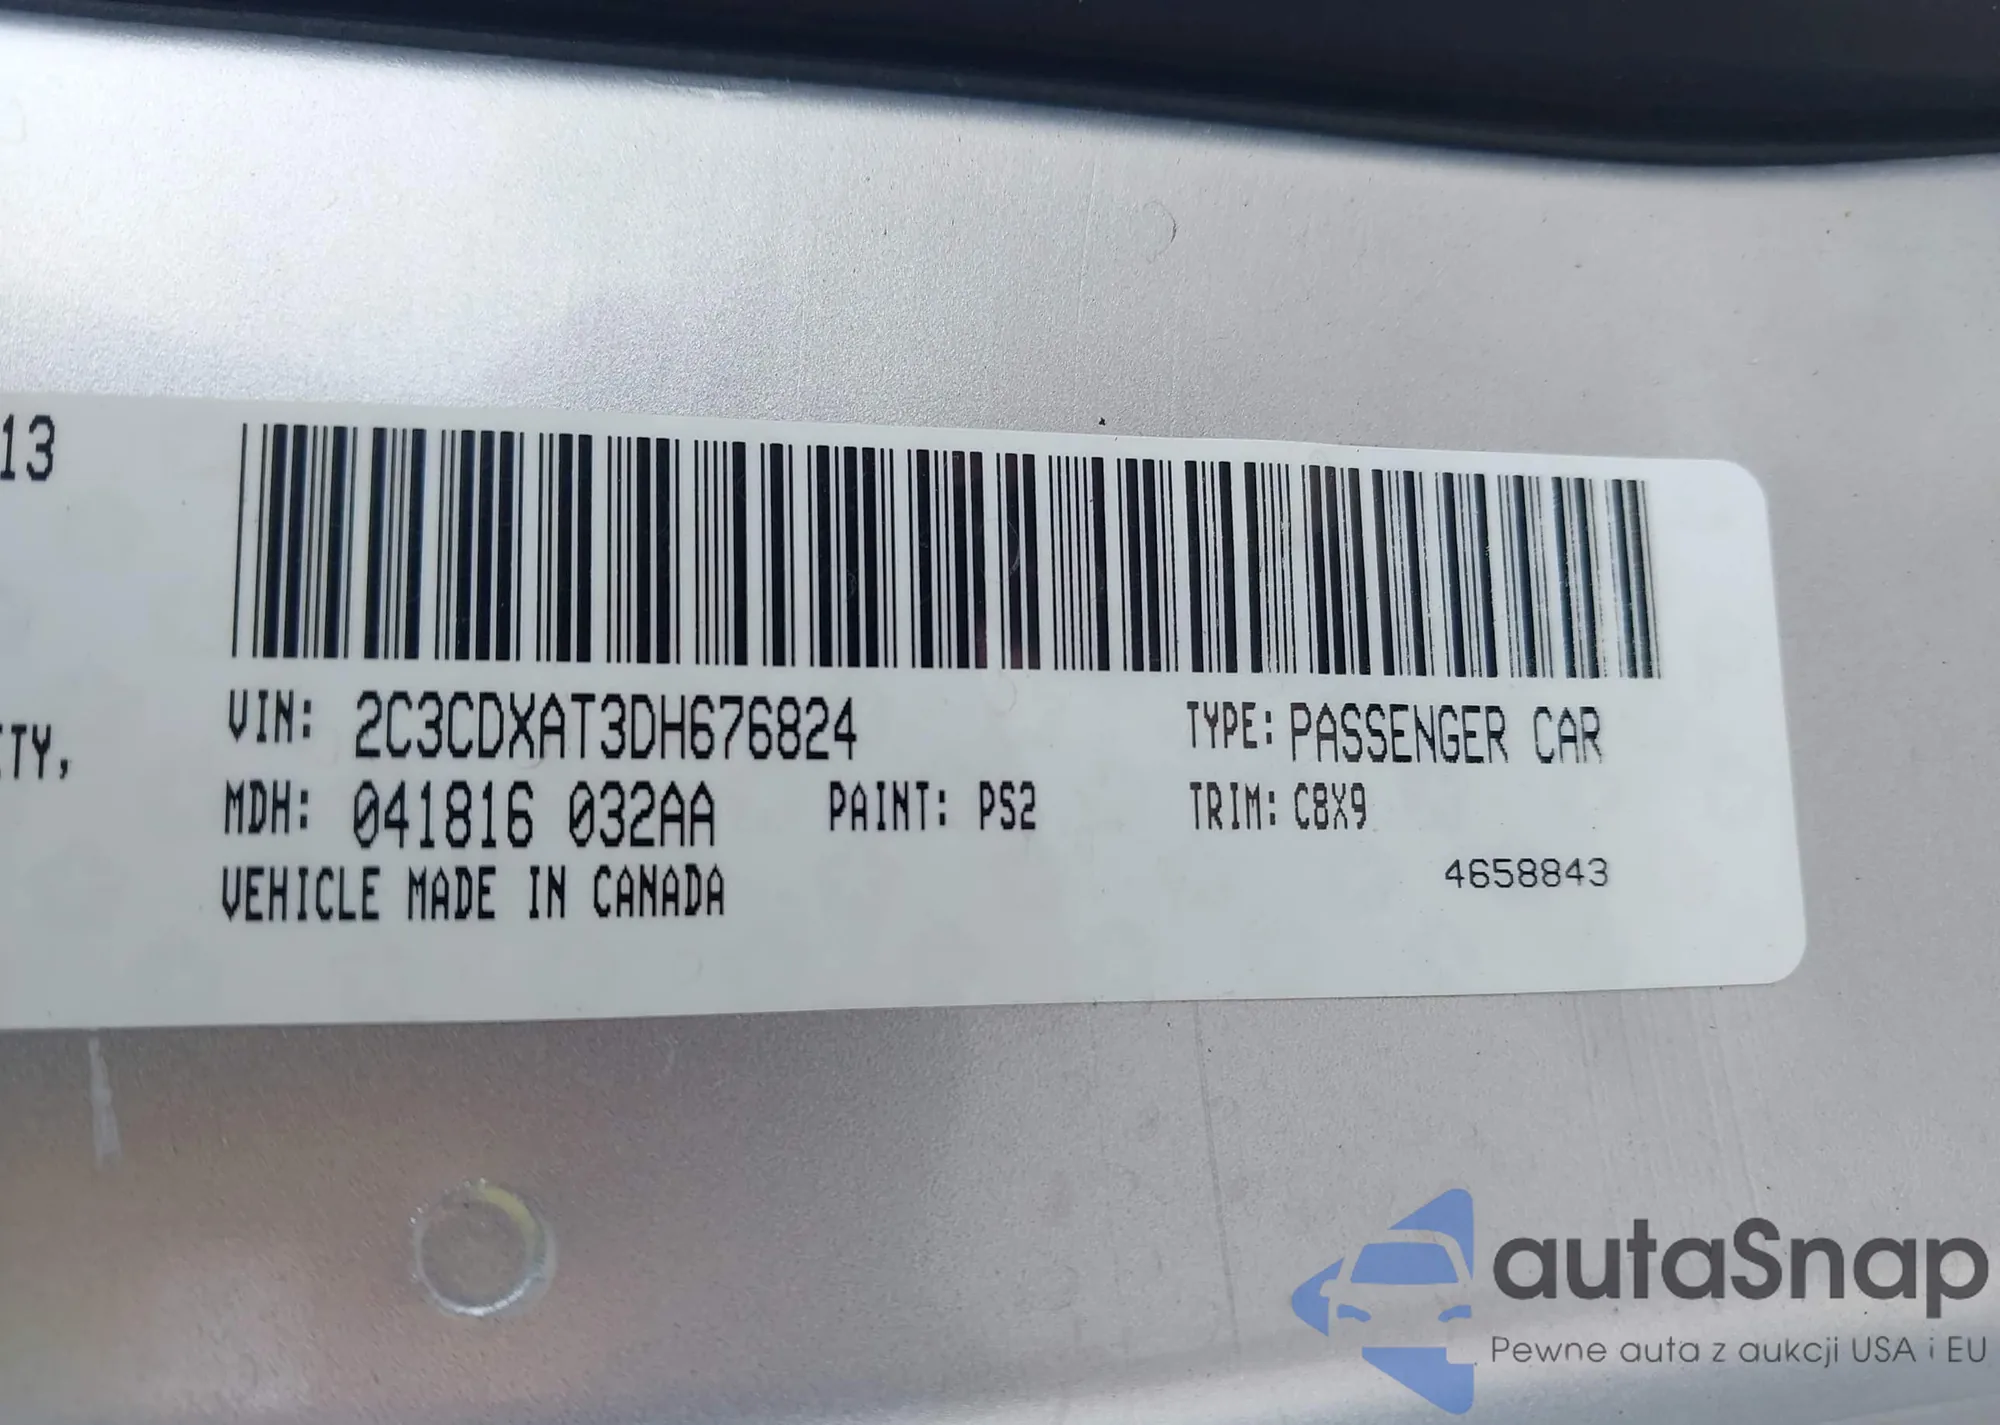 13
ITY,
VIN: 2C3CDXAT3DH676824
TYPE: PASSENGER CAR
MDH: 041816 032AA
PAINT: PS2
TRIM: C8X9
VEHICLE MADE IN CANADA
4658843
autaSnap
Pewne auta z aukcji USA i EU